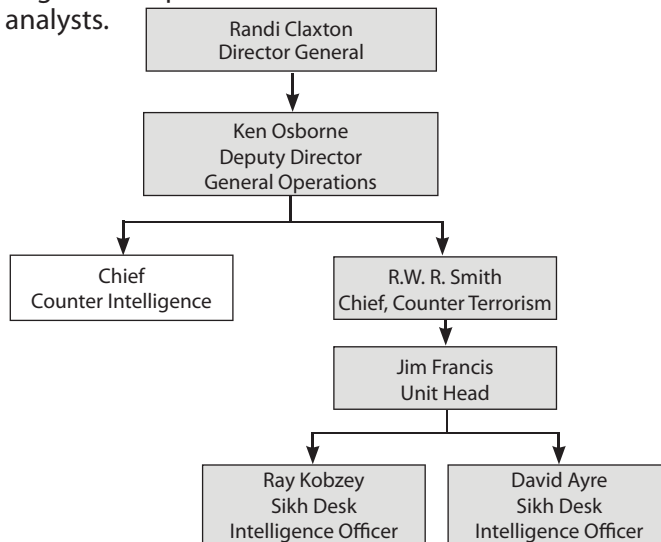 analysts.
Randi Claxton
Director General
Ken Osborne
Deputy Director
General Operations
Chief
Counter Intelligence
R.W. R. Smith
Chief, Counter Terrorism
Jim Francis
Unit Head
Ray Kobzey
Sikh Desk
Intelligence Officer
David Ayre
Sikh Desk
Intelligence Officer